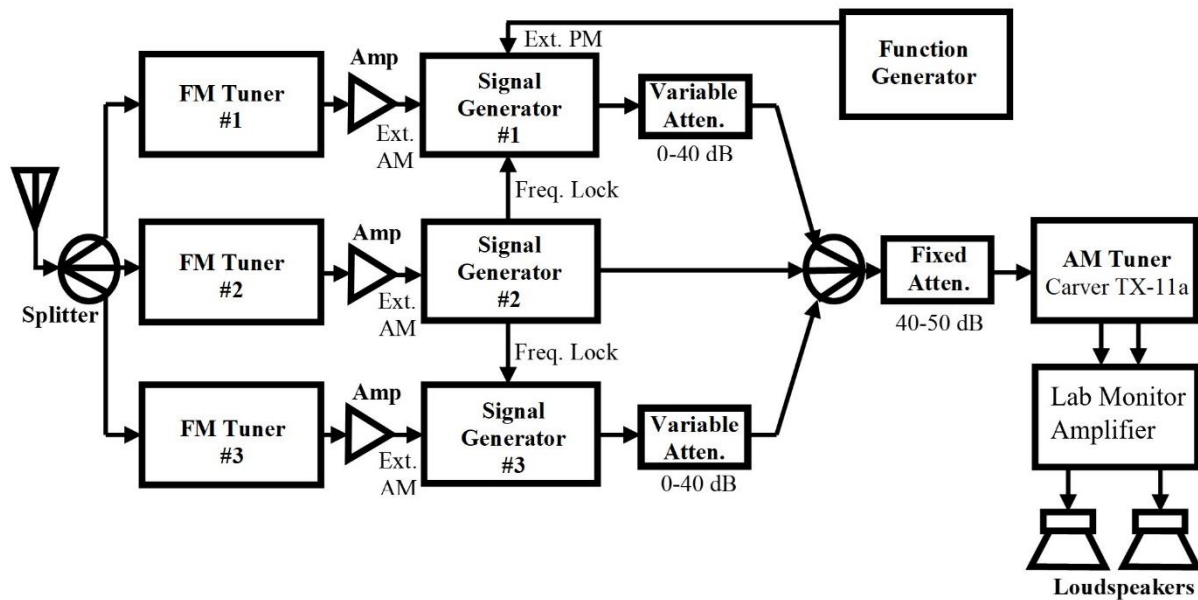 Ext. PM
Function
Generator
Amp
FM Tuner
#1
Signal
Generator
#1
Variable
Atten.
0-40 dB
Ext.
AM
Freq. Lock
Splitter
Amp
FM Tuner
#2
Signal
Generator
#2
Ext.
AM
Fixed
Atten.
40-50 dB
AM Tuner
Carver TX-11a
Freq. Lock
Amp
FM Tuner
#3
Signal
Generator
#3
Variable
Atten.
0-40 dB
Ext.
AM
Lab Monitor
Amplifier
Loudspeakers